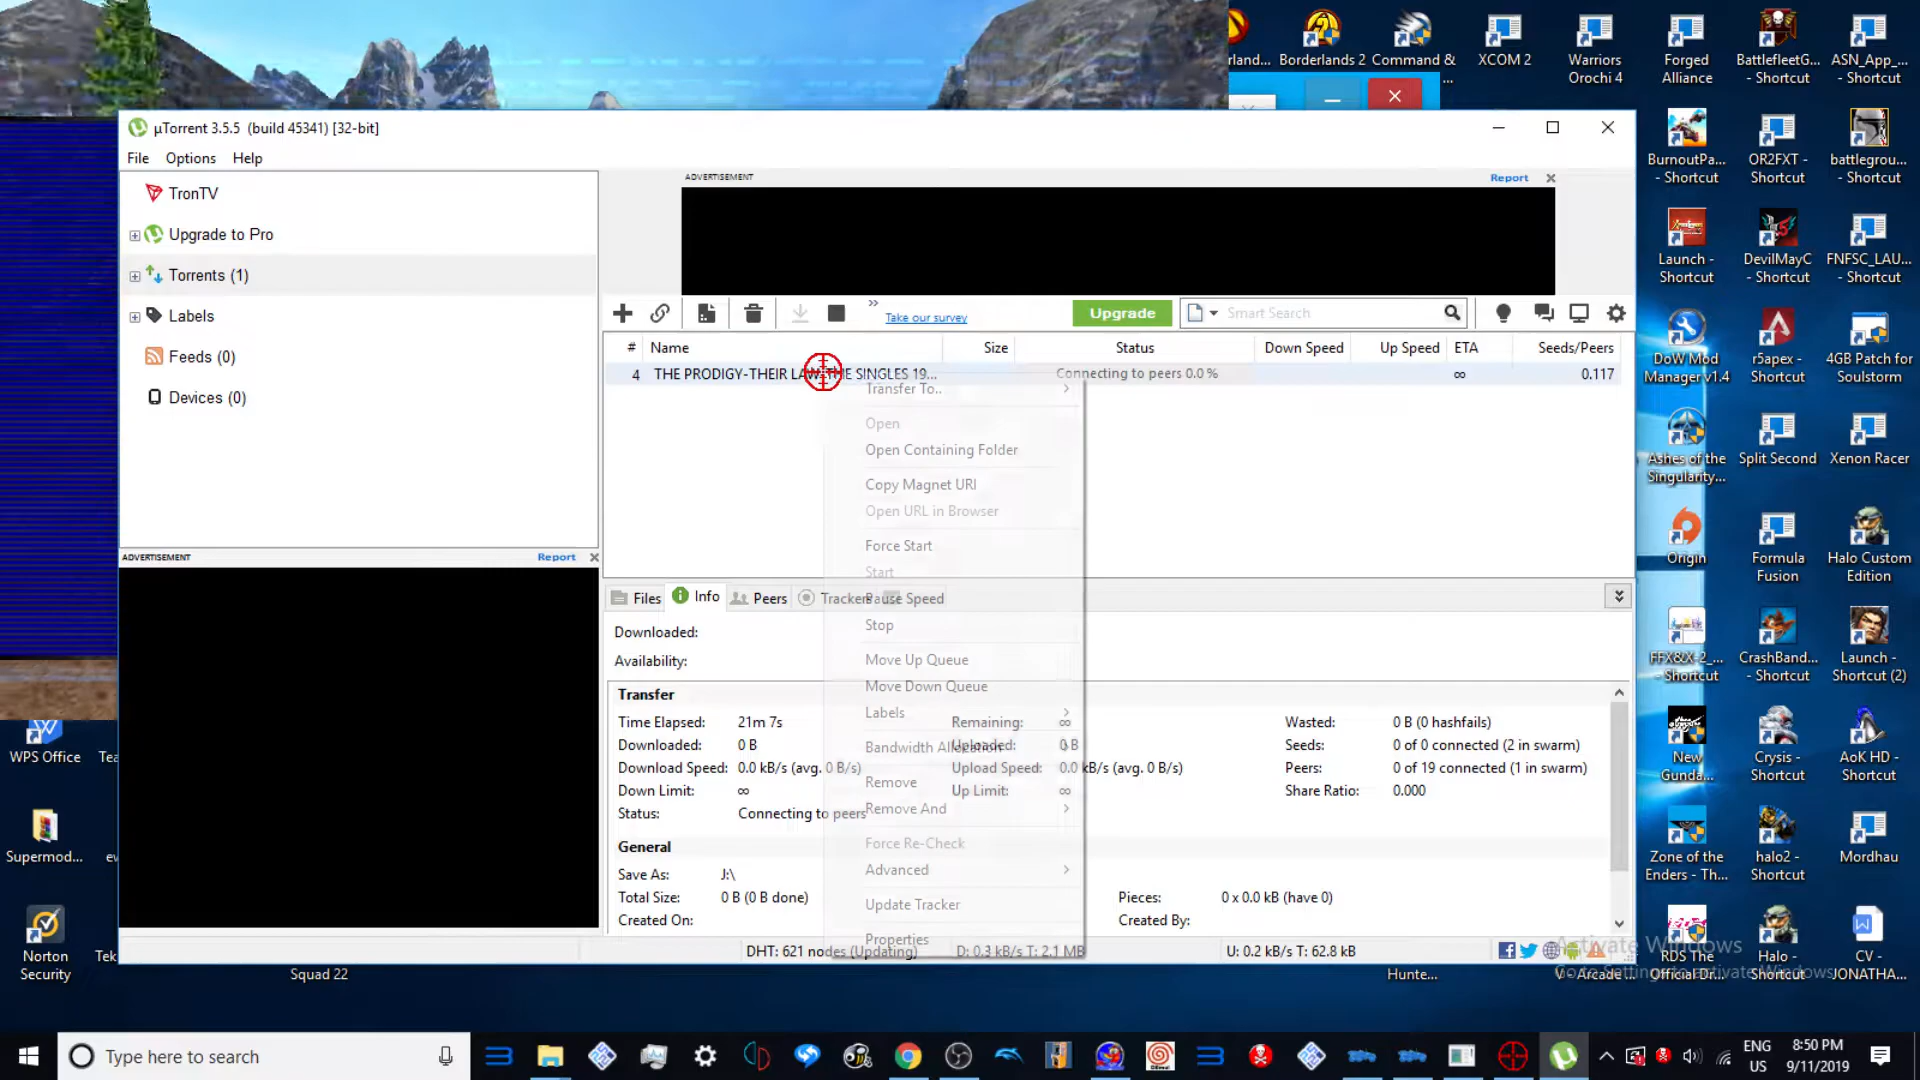 rland...
Borderlands 2
Command &
...
XCOM 2
Warriors
Orochi 4
Forged
Alliance
BattlefleetG...
- Shortcut
ASN_App_...
- Shortcut
µTorrent 3.5.5 (build 45341) [32-bit]
File Options Help
TronTV
Upgrade to Pro
Torrents (1)
Labels
Feeds (0)
Devices (0)
ADVERTISEMENT
Report
ADVERTISEMENT
Report
Take our survey
Upgrade
Smart Search
# Name Size Status Down Speed Up Speed ETA Seeds/Peers
4 THE PRODIGY-THEIR LAW-THE SINGLES 19... Connecting to peers 0.0 % ∞ 0.117
Transfer To..
Open
Open Containing Folder
Copy Magnet URI
Open URL in Browser
Force Start
Start
Pause
Stop
Move Up Queue
Move Down Queue
Labels
Bandwidth Allocation
Remove
Remove And
Force Re-Check
Advanced
Update Tracker
Properties
Files Info Peers Trackers Speed
Downloaded:
Availability:
Transfer
Time Elapsed: 21m 7s Remaining: ∞ Wasted: 0 B (0 hashfails)
Downloaded: 0 B Uploaded: 0 B Seeds: 0 of 0 connected (2 in swarm)
Download Speed: 0.0 kB/s (avg. 0 B/s) Upload Speed: 0.0 kB/s (avg. 0 B/s) Peers: 0 of 19 connected (1 in swarm)
Down Limit: ∞ Up Limit: ∞ Share Ratio: 0.000
Status: Connecting to peers
General
Save As: J:\
Total Size: 0 B (0 B done) Pieces: 0 x 0.0 kB (have 0)
Created On: Created By:
DHT: 621 nodes (Updating) D: 0.3 kB/s T: 2.1 MB U: 0.2 kB/s T: 62.8 kB
BurnoutPa...
- Shortcut
OR2FXT -
Shortcut
battlegrou...
- Shortcut
Launch -
Shortcut
DevilMayC
- Shortcut
FNFSC_LAU...
- Shortcut
DoW Mod
Manager v1.4
r5apex -
Shortcut
4GB Patch for
Soulstorm
Ashes of the
Singularity...
Split Second
Xenon Racer
Origin
Formula
Fusion
Halo Custom
Edition
FFX&X-2_...
- Shortcut
CrashBand...
- Shortcut
Launch -
Shortcut (2)
New
Gunda...
Crysis -
Shortcut
AoK HD -
Shortcut
Zone of the
Enders - Th...
halo2 -
Shortcut
Mordhau
RDS The
Official Dr...
Halo -
Shortcut
CV -
JONATHA...
Activate Windows
Go to Settings to activate Windows.
WPS Office
Tea
Supermod...
ev
Norton
Security
Tek
Squad 22
Hunte...
V - Arcade ...
Type here to search
ENG
US
8:50 PM
9/11/2019